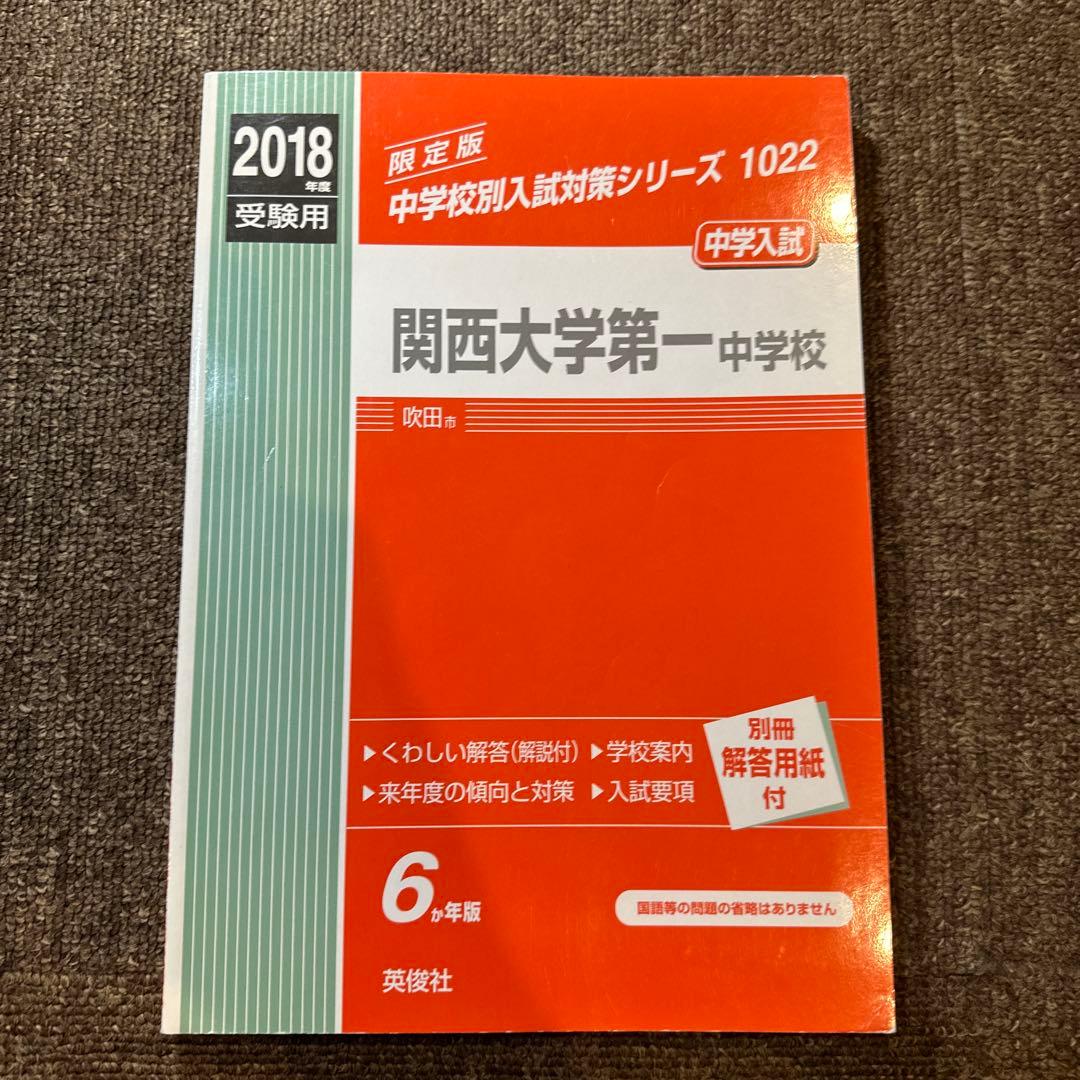 2018
年度
受験用
限定版
中学校別入試対策シリーズ 1022
中学入試
関西大学第一中学校
吹田市
▶くわしい解答(解説付) ▶学校案内
▶来年度の傾向と対策 ▶入試要項
別冊
解答用紙
付
6か年版
国語等の問題の省略はありません
英俊社